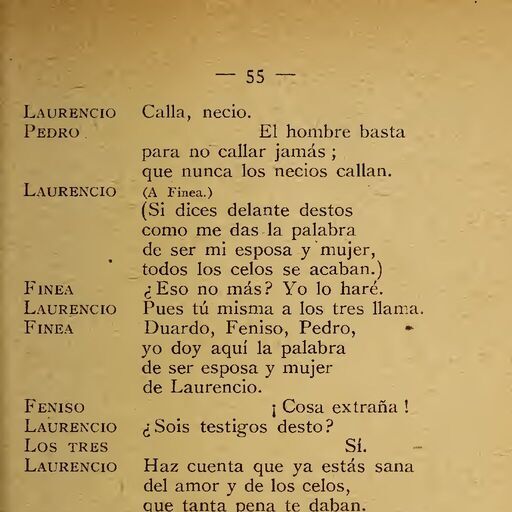 — 55 —
LAURENCIO Calla, necio.
PEDRO El hombre basta
para no callar jamás ;
que nunca los necios callan.
LAURENCIO (A Finea.)
(Si dices delante destos
como me das la palabra
de ser mi esposa y mujer,
todos los celos se acaban.)
FINEA ¿Eso no más? Yo lo haré.
LAURENCIO Pues tú misma a los tres llama.
FINEA Duardo, Feniso, Pedro,
yo doy aquí la palabra
de ser esposa y mujer
de Laurencio.
FENISO ¡Cosa extraña!
LAURENCIO ¿Sois testigos desto?
LOS TRES Sí.
LAURENCIO Haz cuenta que ya estás sana
del amor y de los celos,
que tanta pena te daban.